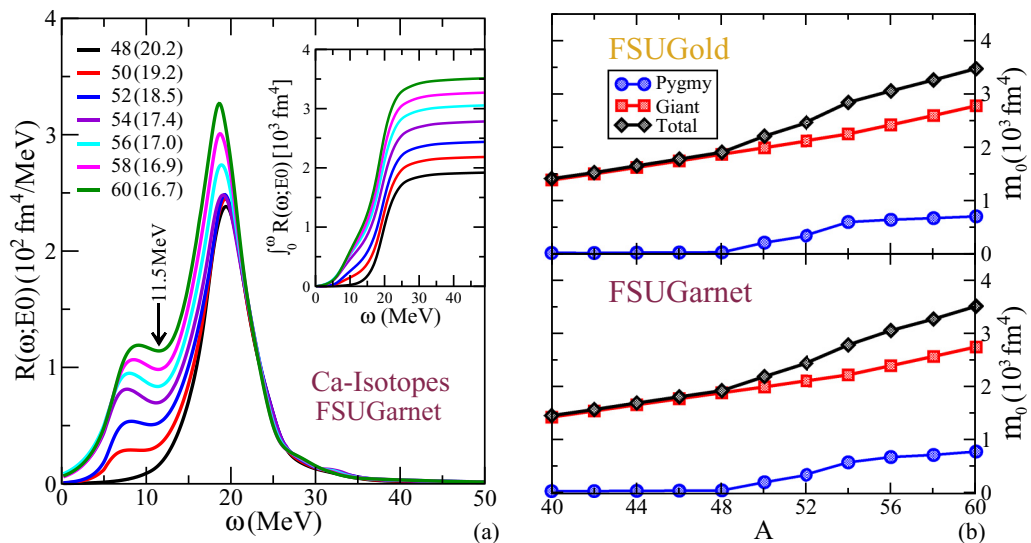 48(20.2)
50(19.2)
52(18.5)
54(17.4)
56(17.0)
58(16.9)
60(16.7)
11.5MeV
Ca-Isotopes
FSUGarnet
R(ω;E0)(10² fm⁴/MeV)
4
3
2
1
0
0 10 20 30 40 50
ω(MeV)
(a)
∫₀^ω R(ω;E0) [10³ fm⁴]
4
3
2
1
0
0 10 20 30 40
ω (MeV)
FSUGold
Pygmy
Giant
Total
4
3
2
1
0
m₀(10³ fm⁴)
FSUGarnet
4
3
2
1
0
m₀(10³ fm⁴)
40 44 48 52 56 60
A
(b)